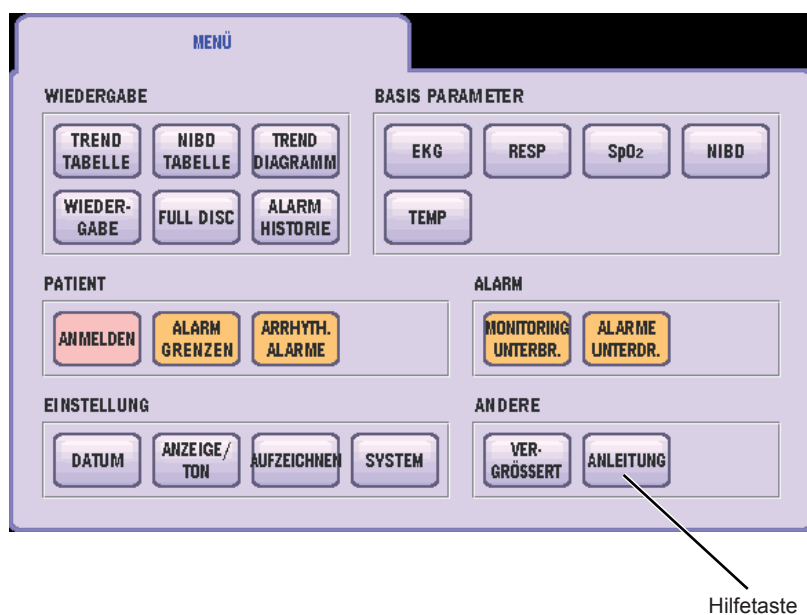 MENÜ
WIEDERGABE
TREND
TABELLE
NIBD
TABELLE
TREND
DIAGRAMM
WIEDER-
GABE
FULL DISC
ALARM
HISTORIE
BASIS PARAMETER
EKG
RESP
SpO₂
NIBD
TEMP
PATIENT
ANMELDEN
ALARM
GRENZEN
ARRHYTH.
ALARME
ALARM
MONITORING
UNTERBR.
ALARME
UNTERDR.
EINSTELLUNG
DATUM
ANZEIGE/
TON
AUFZEICHNEN
SYSTEM
ANDERE
VER-
GRÖSSERT
ANLEITUNG
Hilfetaste